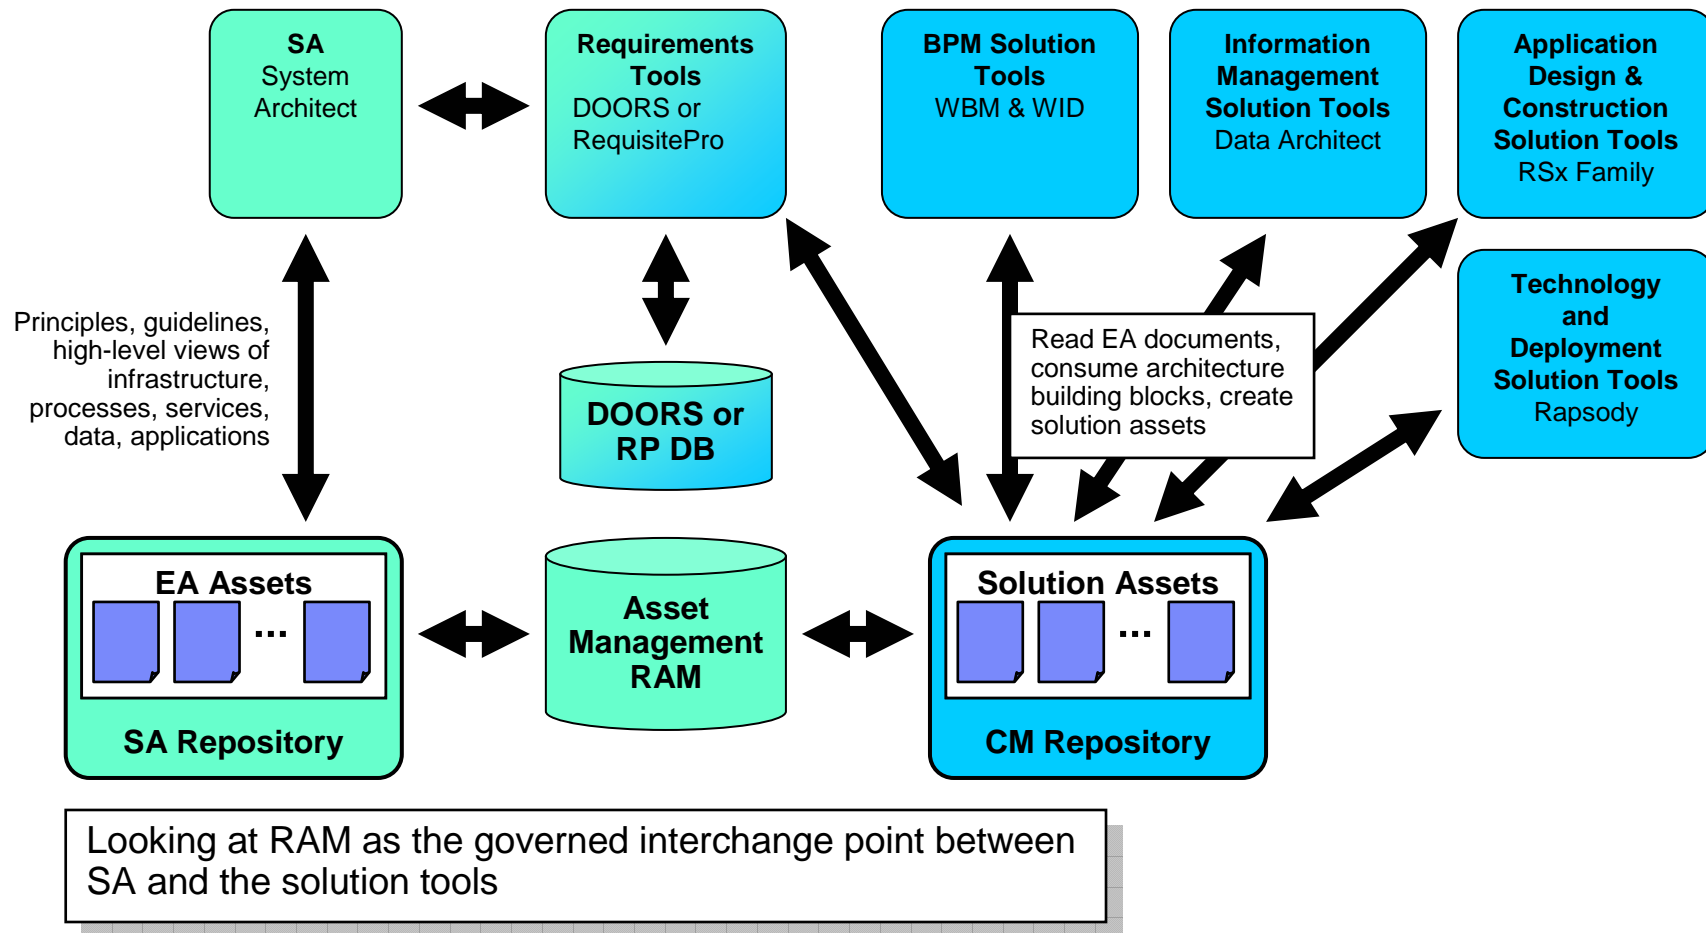 SA
System
Architect
Requirements
Tools
DOORS or
RequisitePro
BPM Solution
Tools
WBM & WID
Information
Management
Solution Tools
Data Architect
Application
Design &
Construction
Solution Tools
RSx Family
Technology
and
Deployment
Solution Tools
Rapsody
Principles, guidelines,
high-level views of
infrastructure,
processes, services,
data, applications
Read EA documents,
consume architecture
building blocks, create
solution assets
DOORS or
RP DB
EA Assets
...
SA Repository
Asset
Management
RAM
Solution Assets
...
CM Repository
Looking at RAM as the governed interchange point between
SA and the solution tools